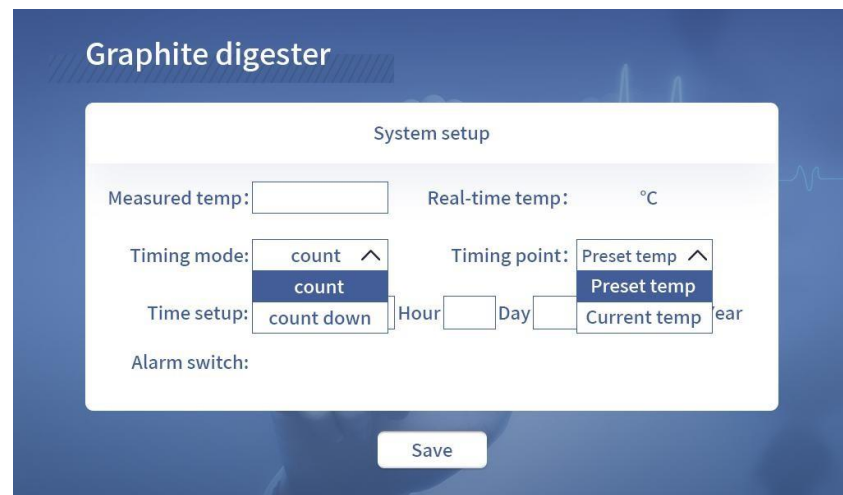 Graphite digester
System setup
Measured temp: Real-time temp: °C
Timing mode: count Timing point: Preset temp
count Preset temp
Time setup: count down Hour Day Current temp ear
Alarm switch:
Save